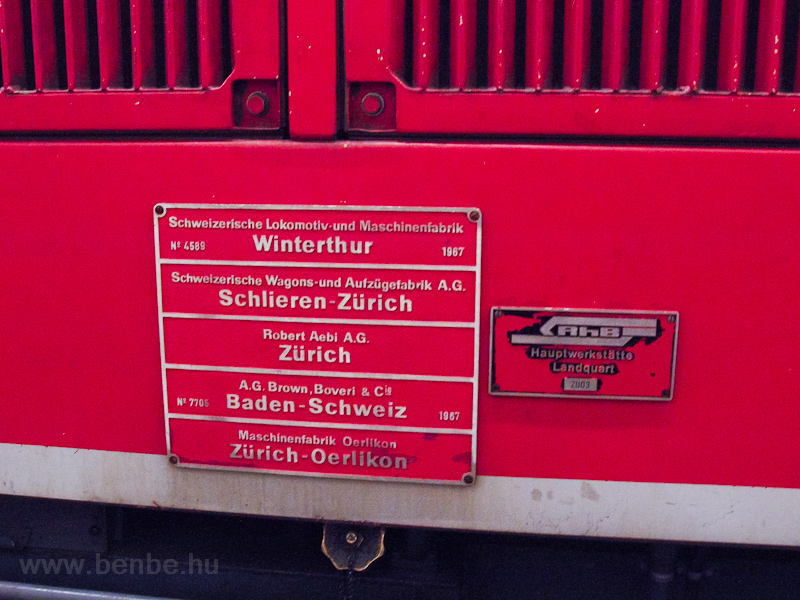 Schweizerische Lokomotiv-und Maschinenfabrik
Nº 4589 Winterthur 1967
Schweizerische Wagons-und Aufzügefabrik A.G.
Schlieren-Zürich
Robert Aebi A.G.
Zürich
A.G. Brown, Boveri & Cie
Nº 7705 Baden-Schweiz 1967
Maschinenfabrik Oerlikon
Zürich-Oerlikon
RhB
Hauptwerkstätte
Landquart
2003
www.benbe.hu